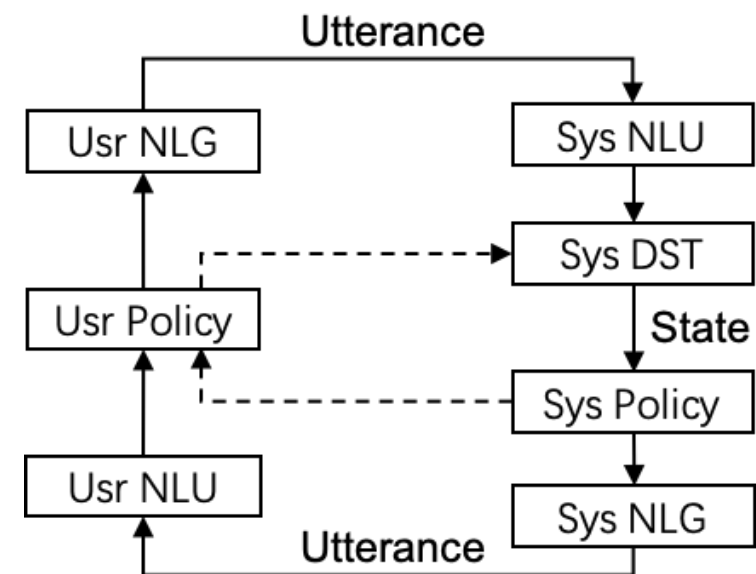 Utterance
Usr NLG
Sys NLU
Sys DST
Usr Policy
State
Sys Policy
Usr NLU
Sys NLG
Utterance